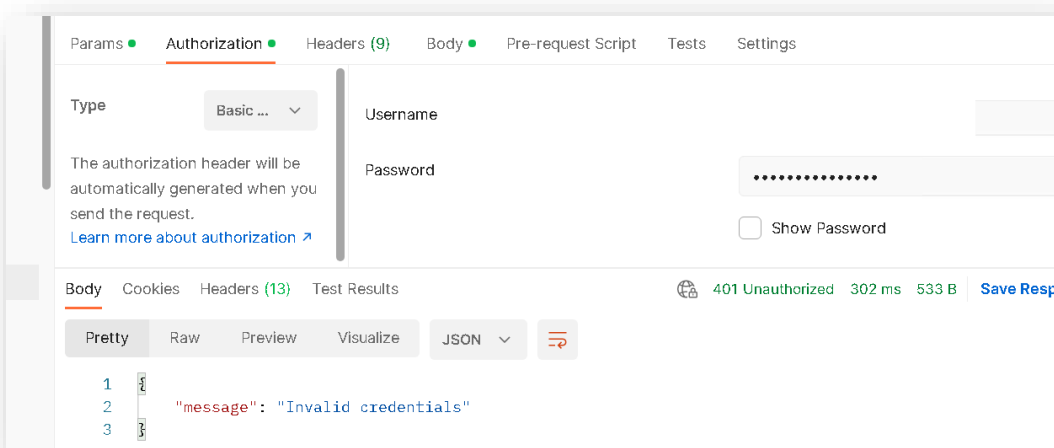 Params Authorization Headers (9) Body Pre-request Script Tests Settings
Type Basic ...
The authorization header will be
automatically generated when you
send the request.
Learn more about authorization ↗
Username
Password •••••••••••••••
Show Password
Body Cookies Headers (13) Test Results 401 Unauthorized 302 ms 533 B Save Resp
Pretty Raw Preview Visualize JSON
1 {
2 "message": "Invalid credentials"
3 }